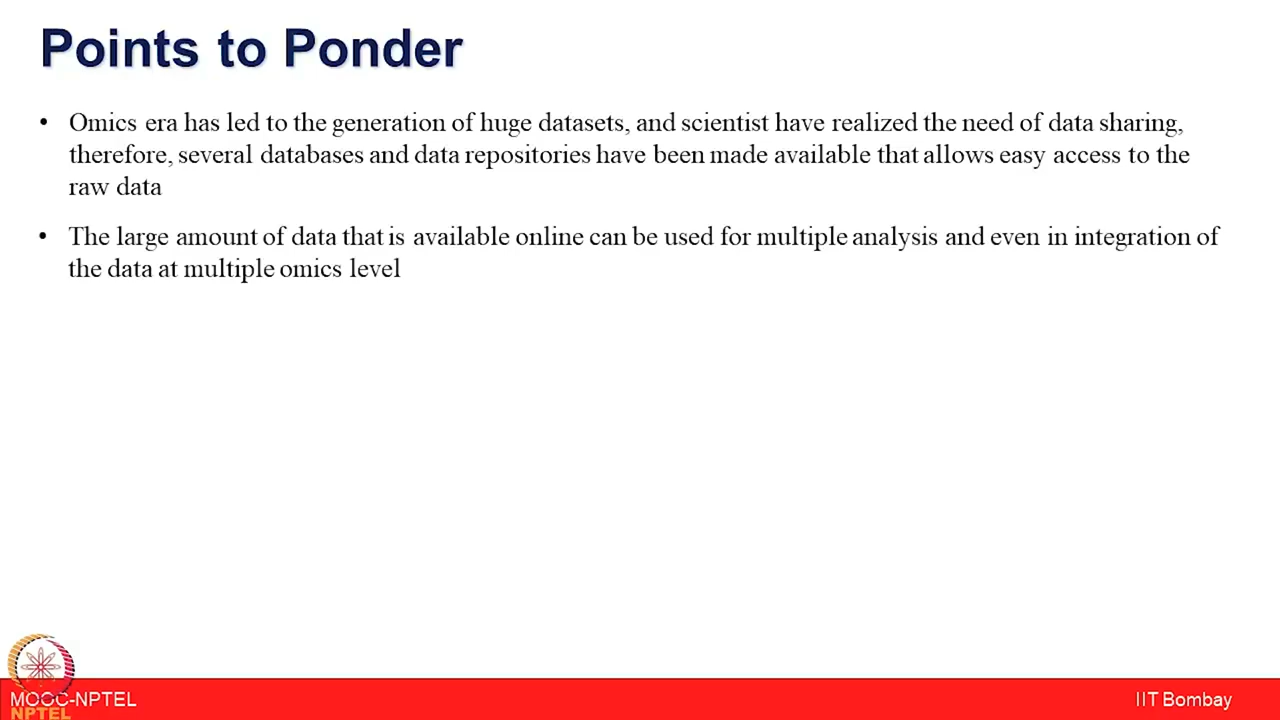 Points to Ponder
• Omics era has led to the generation of huge datasets, and scientist have realized the need of data sharing,
therefore, several databases and data repositories have been made available that allows easy access to the
raw data
• The large amount of data that is available online can be used for multiple analysis and even in integration of
the data at multiple omics level
MOOC-NPTEL
IIT Bombay
NPTEL